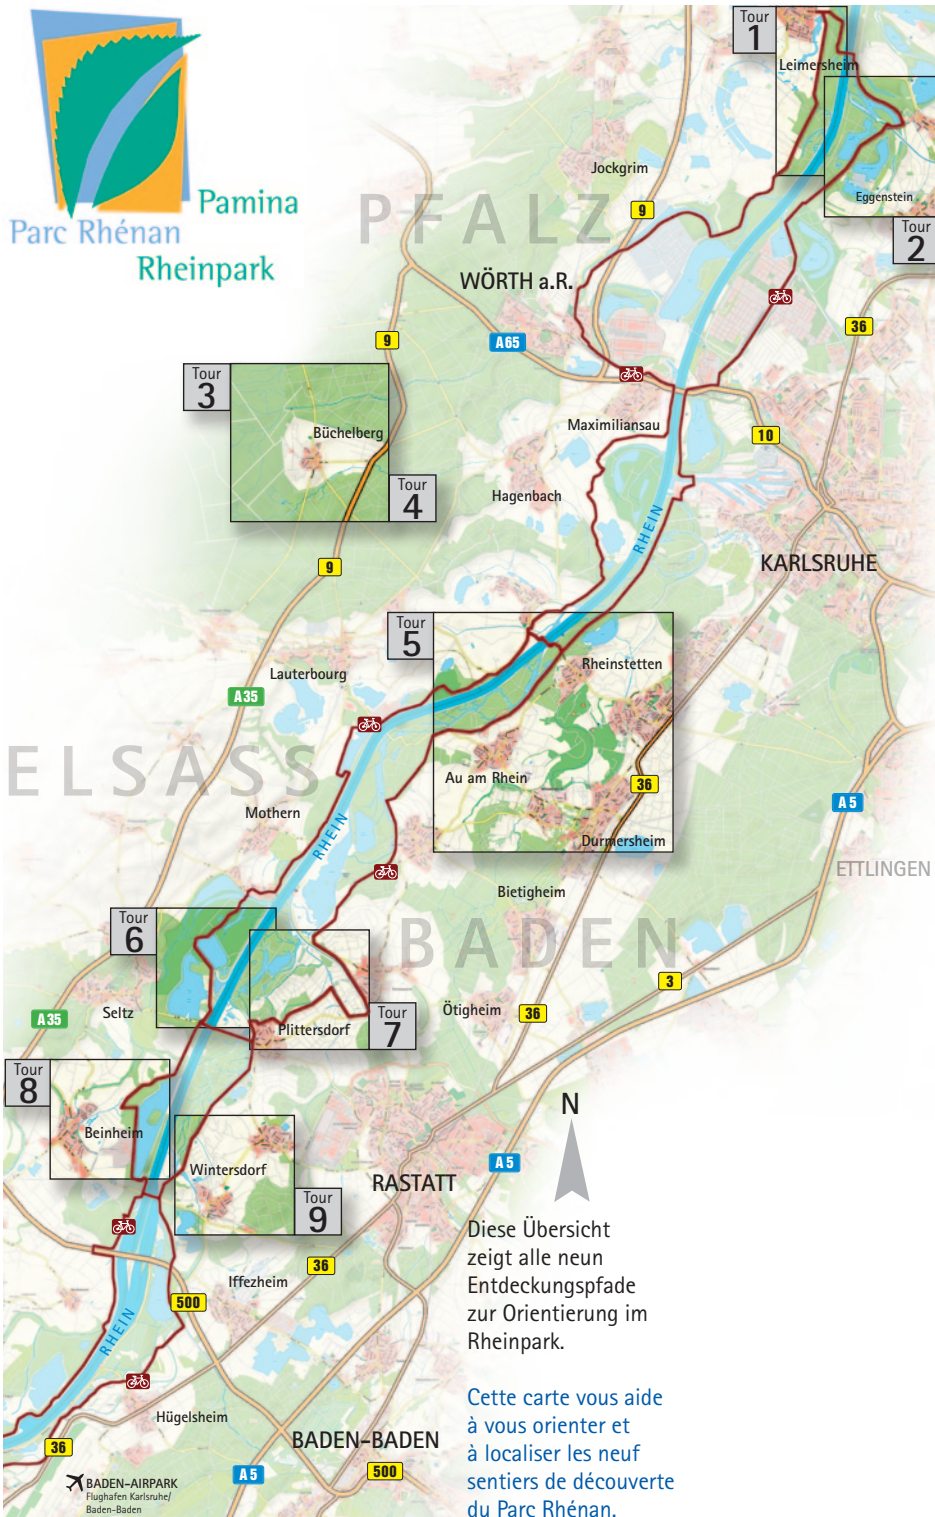 Parc Rhénan
Pamina
Rheinpark
Tour
1
Leimersheim
Eggenstein
Tour
2
Jockgrim
PFALZ
9
WÖRTH a.R.
36
9
A65
Tour
3
Büchelberg
Tour
4
Maximiliansau
10
Hagenbach
RHEIN
KARLSRUHE
9
Tour
5
Rheinstetten
Lauterbourg
A35
ELSASS
Au am Rhein
36
A5
Mothern
RHEIN
Durmersheim
ETTLINGEN
Bietigheim
Tour
6
BADEN
3
Seltz
A35
Plittersdorf
Tour
7
Ötigheim
36
Tour
8
Beinheim
N
Wintersdorf
A5
RASTATT
Tour
9
Iffezheim
36
500
RHEIN
Hügelsheim
36
BADEN-BADEN
A5
500
BADEN-AIRPARK
Flughafen Karlsruhe/
Baden-Baden
Diese Übersicht
zeigt alle neun
Entdeckungspfade
zur Orientierung im
Rheinpark.
Cette carte vous aide
à vous orienter et
à localiser les neuf
sentiers de découverte
du Parc Rhénan.